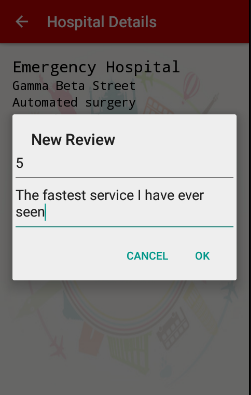 Hospital Details
Emergency Hospital
Gamma Beta Street
Automated surgery
New Review
5
The fastest service I have ever
seen
CANCEL OK